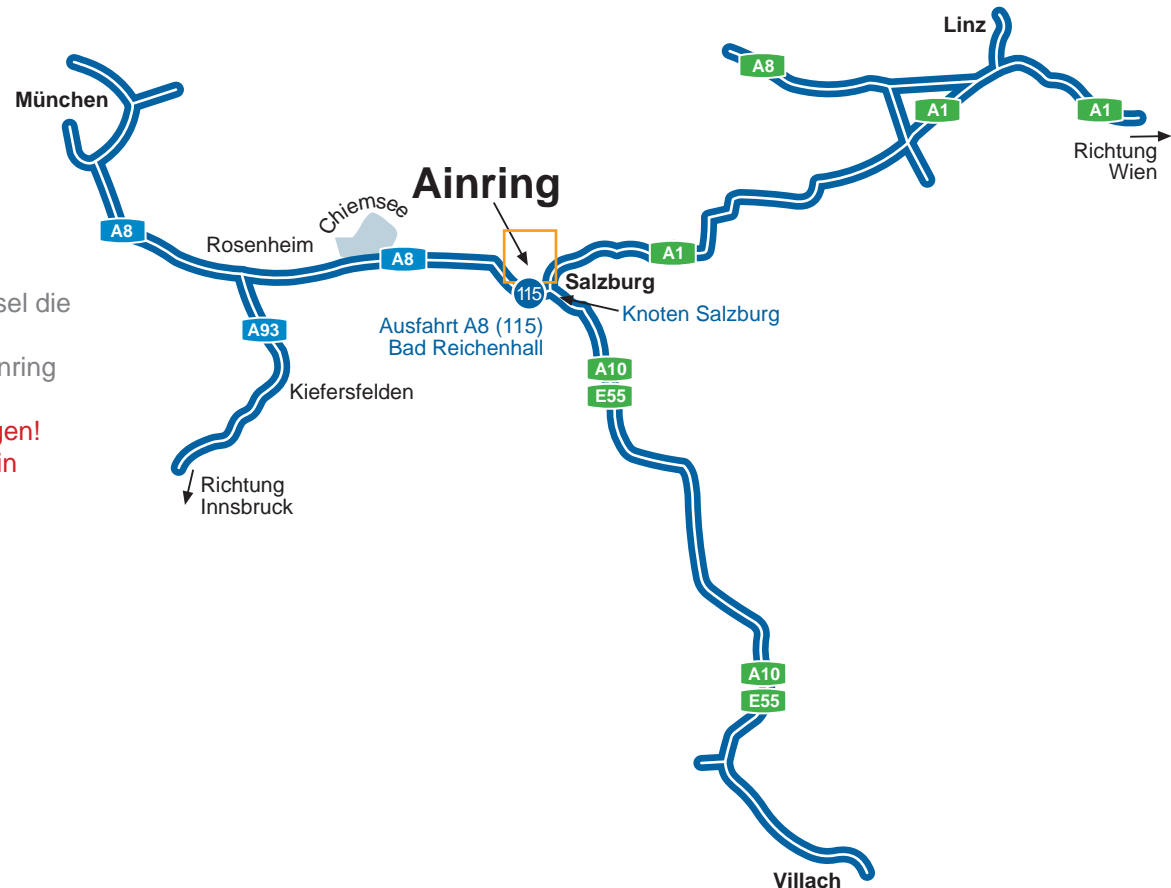 Linz
A8
München
A1
A1
Richtung
Wien
Ainring
Chiemsee
A8
Rosenheim
A8
A1
Salzburg
115
Knoten Salzburg
Ausfahrt A8 (115)
Bad Reichenhall
sel die
A93
nring
A10
E55
Kiefersfelden
gen!
in
Richtung
Innsbruck
A10
E55
Villach